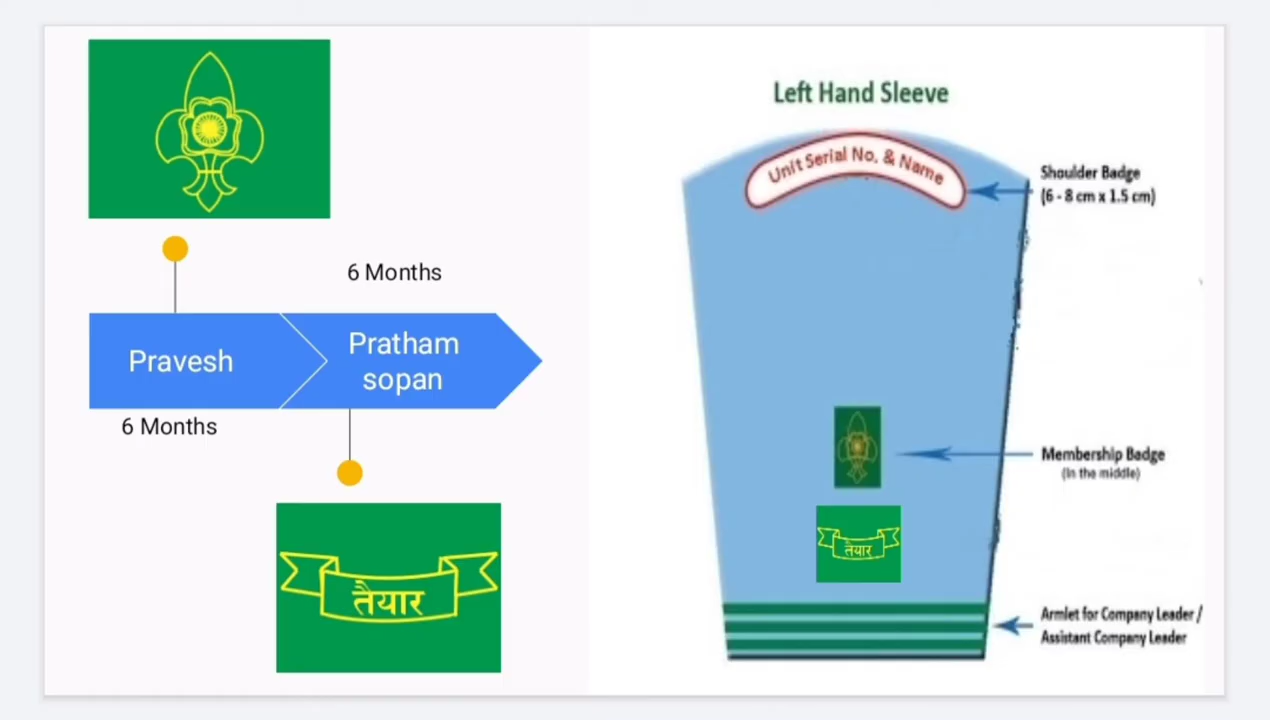 6 Months
Pravesh
Pratham
sopan
6 Months
तैयार
Left Hand Sleeve
Unit Serial No. & Name
Shoulder Badge
(6 - 8 cm x 1.5 cm)
Membership Badge
(In the middle)
तैयार
Armlet for Company Leader /
Assistant Company Leader